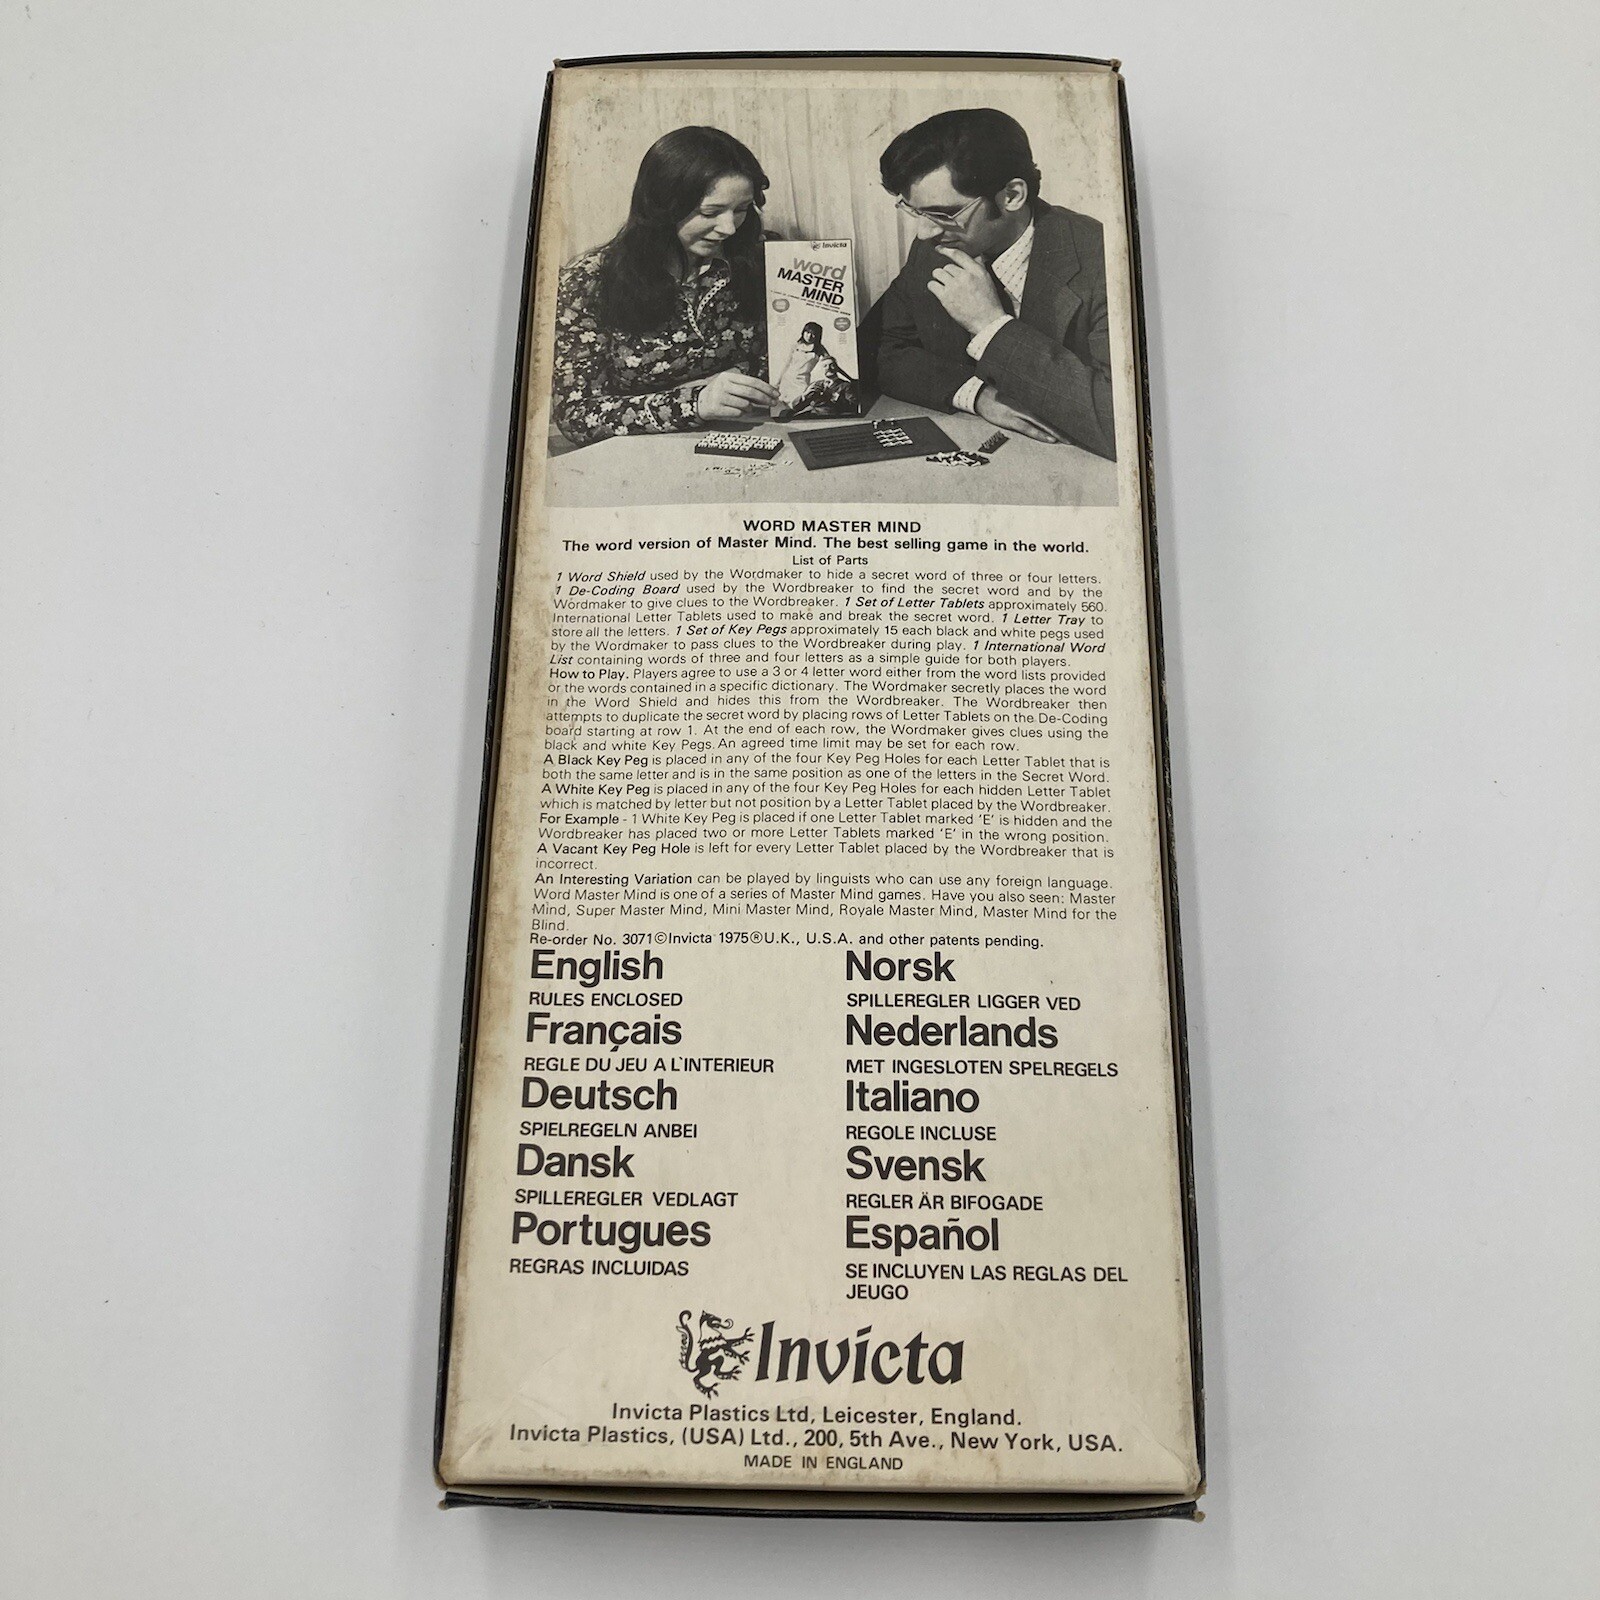 Invicta
word
MASTER
MIND
WORD MASTER MIND
The word version of Master Mind. The best selling game in the world.
List of Parts
1 Word Shield used by the Wordmaker to hide a secret word of three or four letters.
1 De-Coding Board used by the Wordbreaker to find the secret word and by the
Wordmaker to give clues to the Wordbreaker. 1 Set of Letter Tablets approximately 560.
International Letter Tablets used to make and break the secret word. 1 Letter Tray to
store all the letters. 1 Set of Key Pegs approximately 15 each black and white pegs used
by the Wordmaker to pass clues to the Wordbreaker during play. 1 International Word
List containing words of three and four letters as a simple guide for both players.
How to Play. Players agree to use a 3 or 4 letter word either from the word lists provided
or the words contained in a specific dictionary. The Wordmaker secretly places the word
in the Word Shield and hides this from the Wordbreaker. The Wordbreaker then
attempts to duplicate the secret word by placing rows of Letter Tablets on the De-Coding
board starting at row 1. At the end of each row, the Wordmaker gives clues using the
black and white Key Pegs. An agreed time limit may be set for each row.
A Black Key Peg is placed in any of the four Key Peg Holes for each Letter Tablet that is
both the same letter and is in the same position as one of the letters in the Secret Word.
A White Key Peg is placed in any of the four Key Peg Holes for each hidden Letter Tablet
which is matched by letter but not position by a Letter Tablet placed by the Wordbreaker.
For Example - 1 White Key Peg is placed if one Letter Tablet marked 'E' is hidden and the
Wordbreaker has placed two or more Letter Tablets marked 'E' in the wrong position.
A Vacant Key Peg Hole is left for every Letter Tablet placed by the Wordbreaker that is
incorrect.
An Interesting Variation can be played by linguists who can use any foreign language.
Word Master Mind is one of a series of Master Mind games. Have you also seen: Master
Mind, Super Master Mind, Mini Master Mind, Royale Master Mind, Master Mind for the
Blind.
Re-order No. 3071©Invicta 1975®U.K., U.S.A. and other patents pending.
English
RULES ENCLOSED
Français
REGLE DU JEU A L'INTERIEUR
Deutsch
SPIELREGELN ANBEI
Dansk
SPILLEREGLER VEDLAGT
Portugues
REGRAS INCLUIDAS
Norsk
SPILLEREGLER LIGGER VED
Nederlands
MET INGESLOTEN SPELREGELS
Italiano
REGOLE INCLUSE
Svensk
REGLER ÄR BIFOGADE
Español
SE INCLUYEN LAS REGLAS DEL
JEUGO
Invicta
Invicta Plastics Ltd, Leicester, England.
Invicta Plastics, (USA) Ltd., 200, 5th Ave., New York, USA.
MADE IN ENGLAND